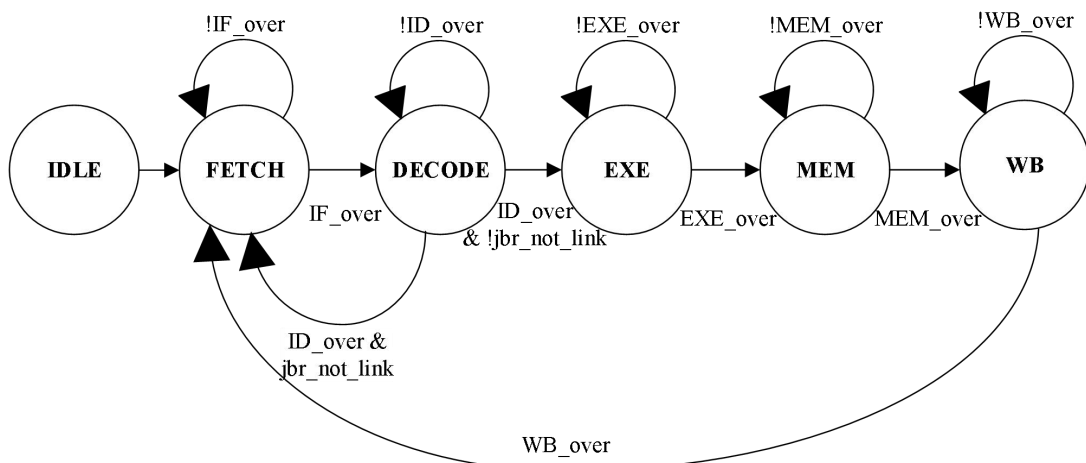 !IF_over
!ID_over
!EXE_over
!MEM_over
!WB_over
IDLE
FETCH
DECODE
EXE
MEM
WB
IF_over
ID_over
& !jbr_not_link
EXE_over
MEM_over
ID_over &
jbr_not_link
WB_over